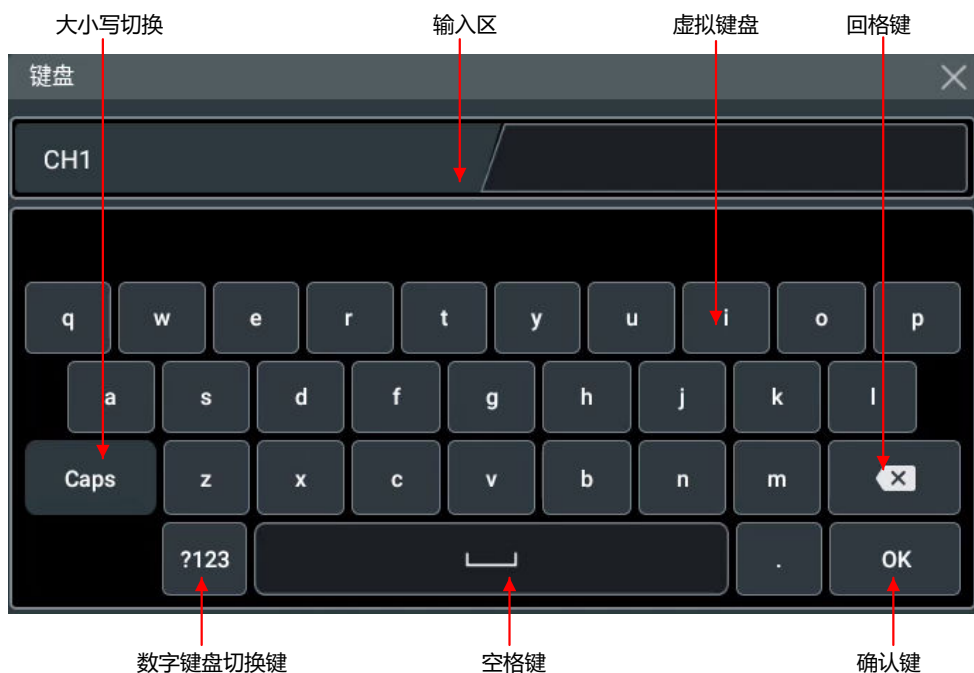 大小写切换 输入区 虚拟键盘 回格键
键盘
CH1
q w e r t y u i o p
a s d f g h j k l
Caps z x c v b n m
?123 . OK
数字键盘切换键 空格键 确认键